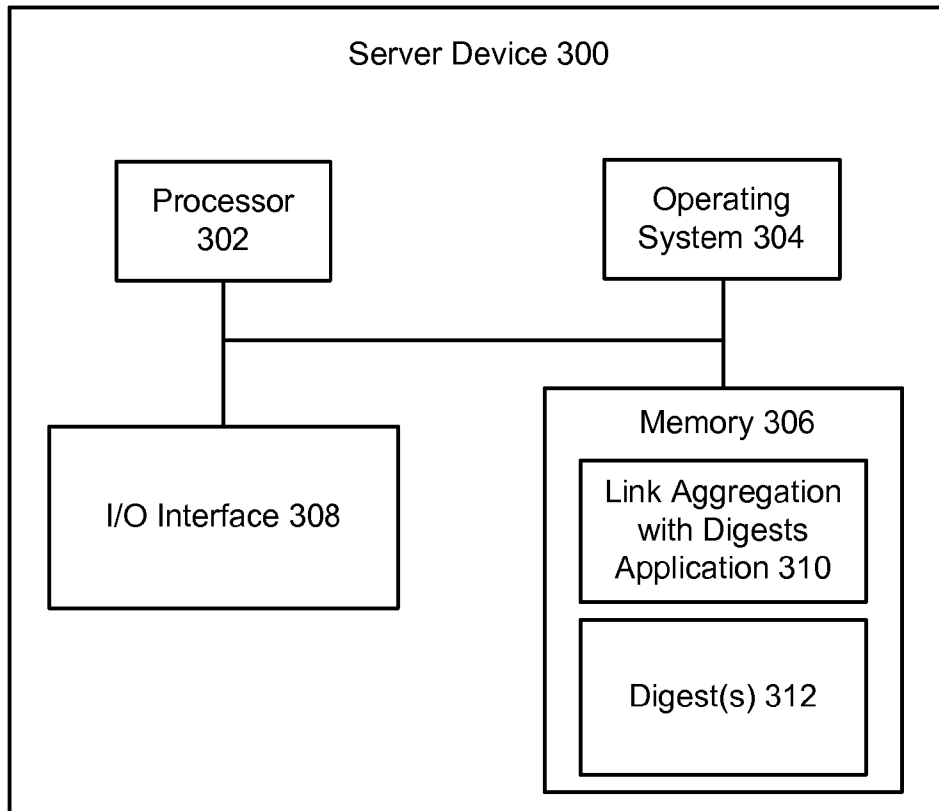 Server Device 300
Processor
302
Operating
System 304
I/O Interface 308
Memory 306
Link Aggregation
with Digests
Application 310
Digest(s) 312